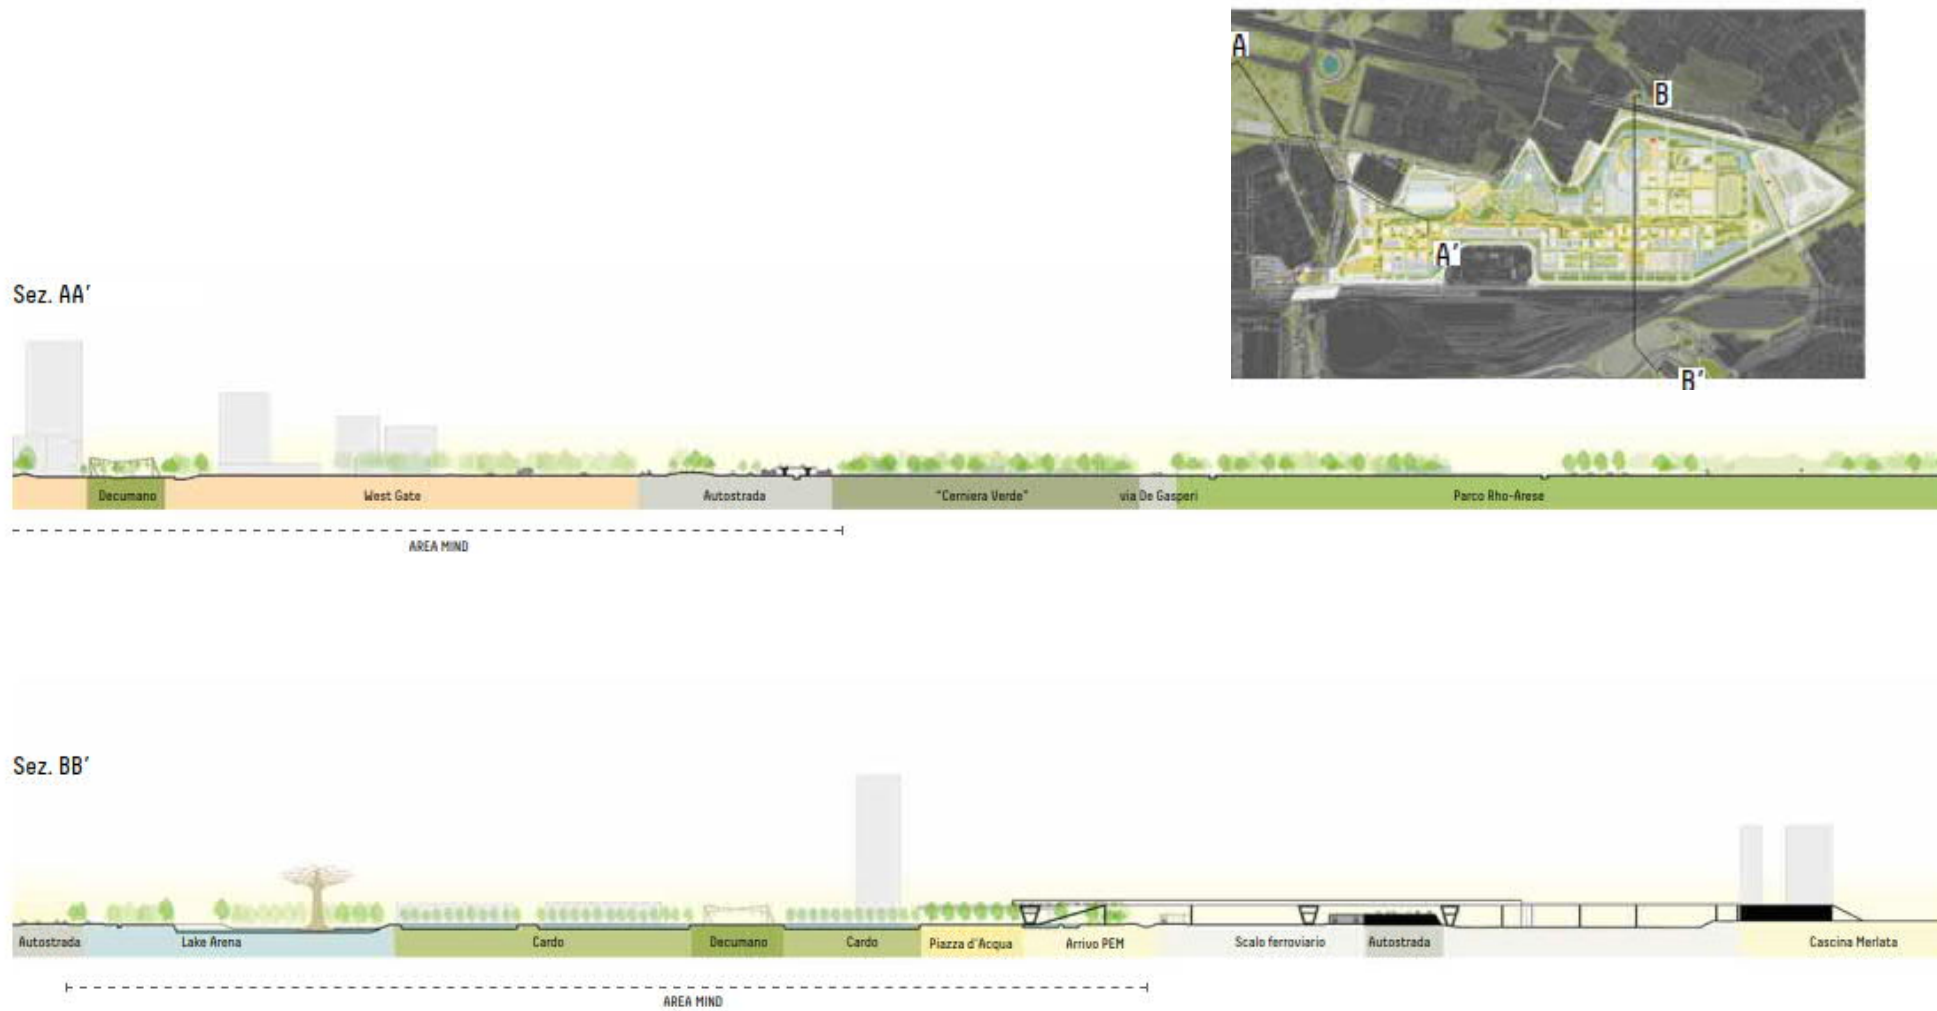 A
B
A'
B'
Sez. AA'
Decumano
West Gate
Autostrada
"Cerniera Verde"
via De Gasperi
Parco Rho-Arese
AREA MIND
Sez. BB'
Autostrada
Lake Arena
Cardo
Decumano
Cardo
Piazza d'Acqua
Arrivo PEM
Scalo ferroviario
Autostrada
Cascina Merlata
AREA MIND